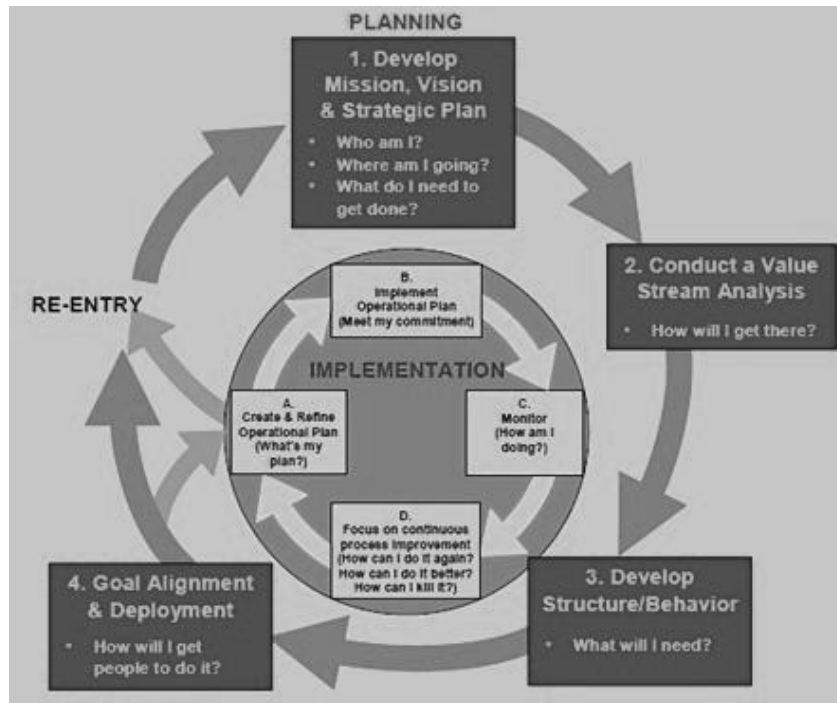 PLANNING
1. Develop
Mission, Vision
& Strategic Plan
• Who am I?
• Where am I going?
• What do I need to
get done?
2. Conduct a Value
Stream Analysis
• How will I get there?
RE-ENTRY
B.
Implement
Operational Plan
(Meet my commitment)
IMPLEMENTATION
A.
Create & Refine
Operational Plan
(What's my
plan?)
C.
Monitor
(How am I
doing?)
D.
Focus on continuous
process improvement
(How can I do it again?
How can I do it better?
How can I kill it?)
4. Goal Alignment
& Deployment
• How will I get
people to do it?
3. Develop
Structure/Behavior
• What will I need?